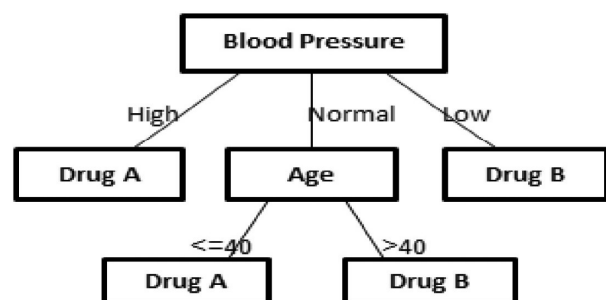 Blood Pressure
High Normal Low
Drug A Age Drug B
<=40 >40
Drug A Drug B